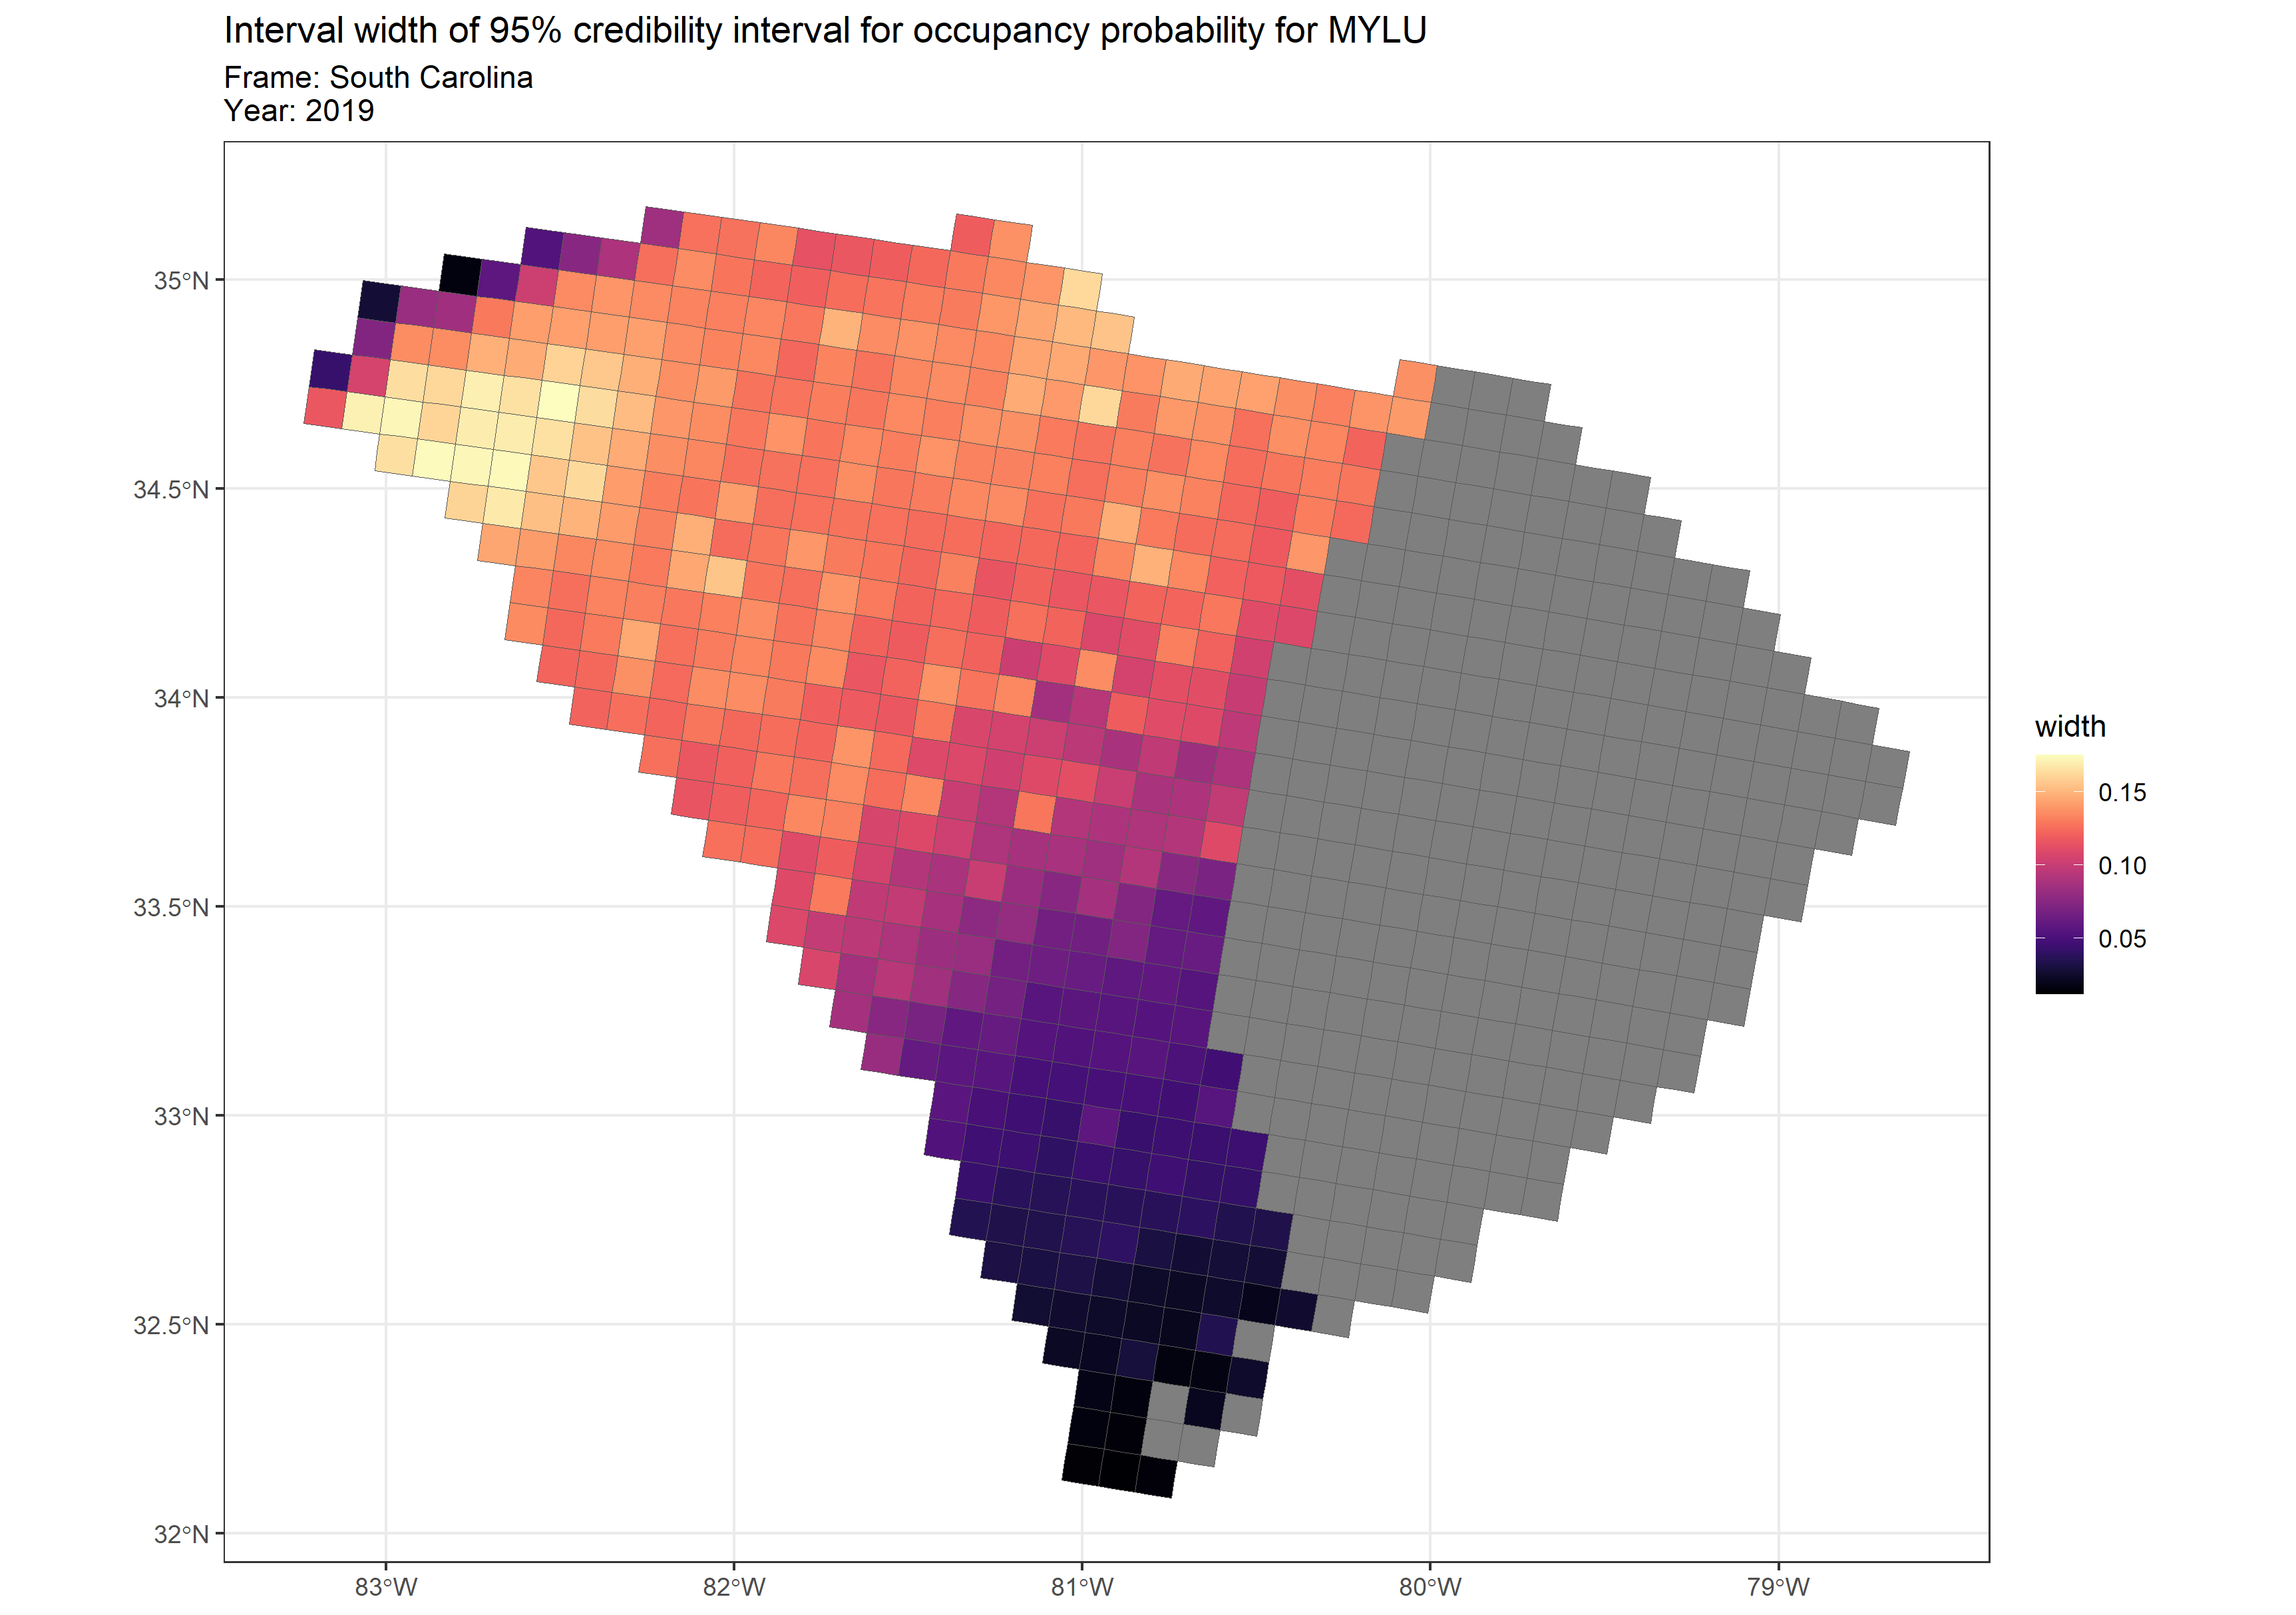 Interval width of 95% credibility interval for occupancy probability for MYLU
Frame: South Carolina
Year: 2019
35°N
34.5°N
34°N
33.5°N
33°N
32.5°N
32°N
83°W
82°W
81°W
80°W
79°W
width
0.15
0.10
0.05